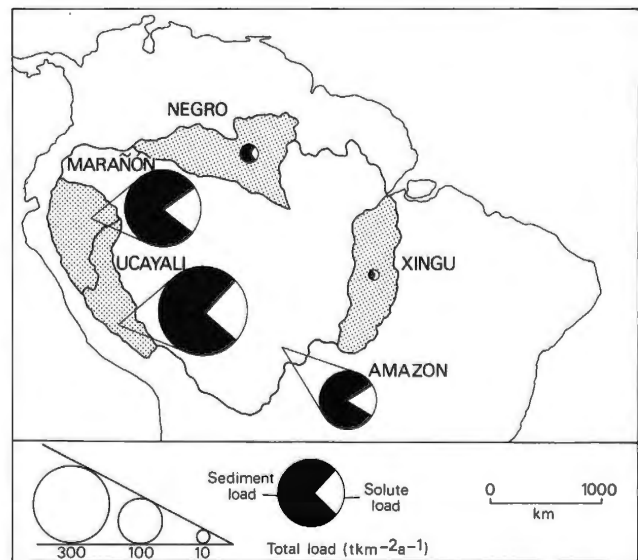 NEGRO
MARAÑON
UCAYALI
XINGU
AMAZON
Sediment load
Solute load
0 1000
km
300 100 10
Total load (tkm⁻²a⁻¹)